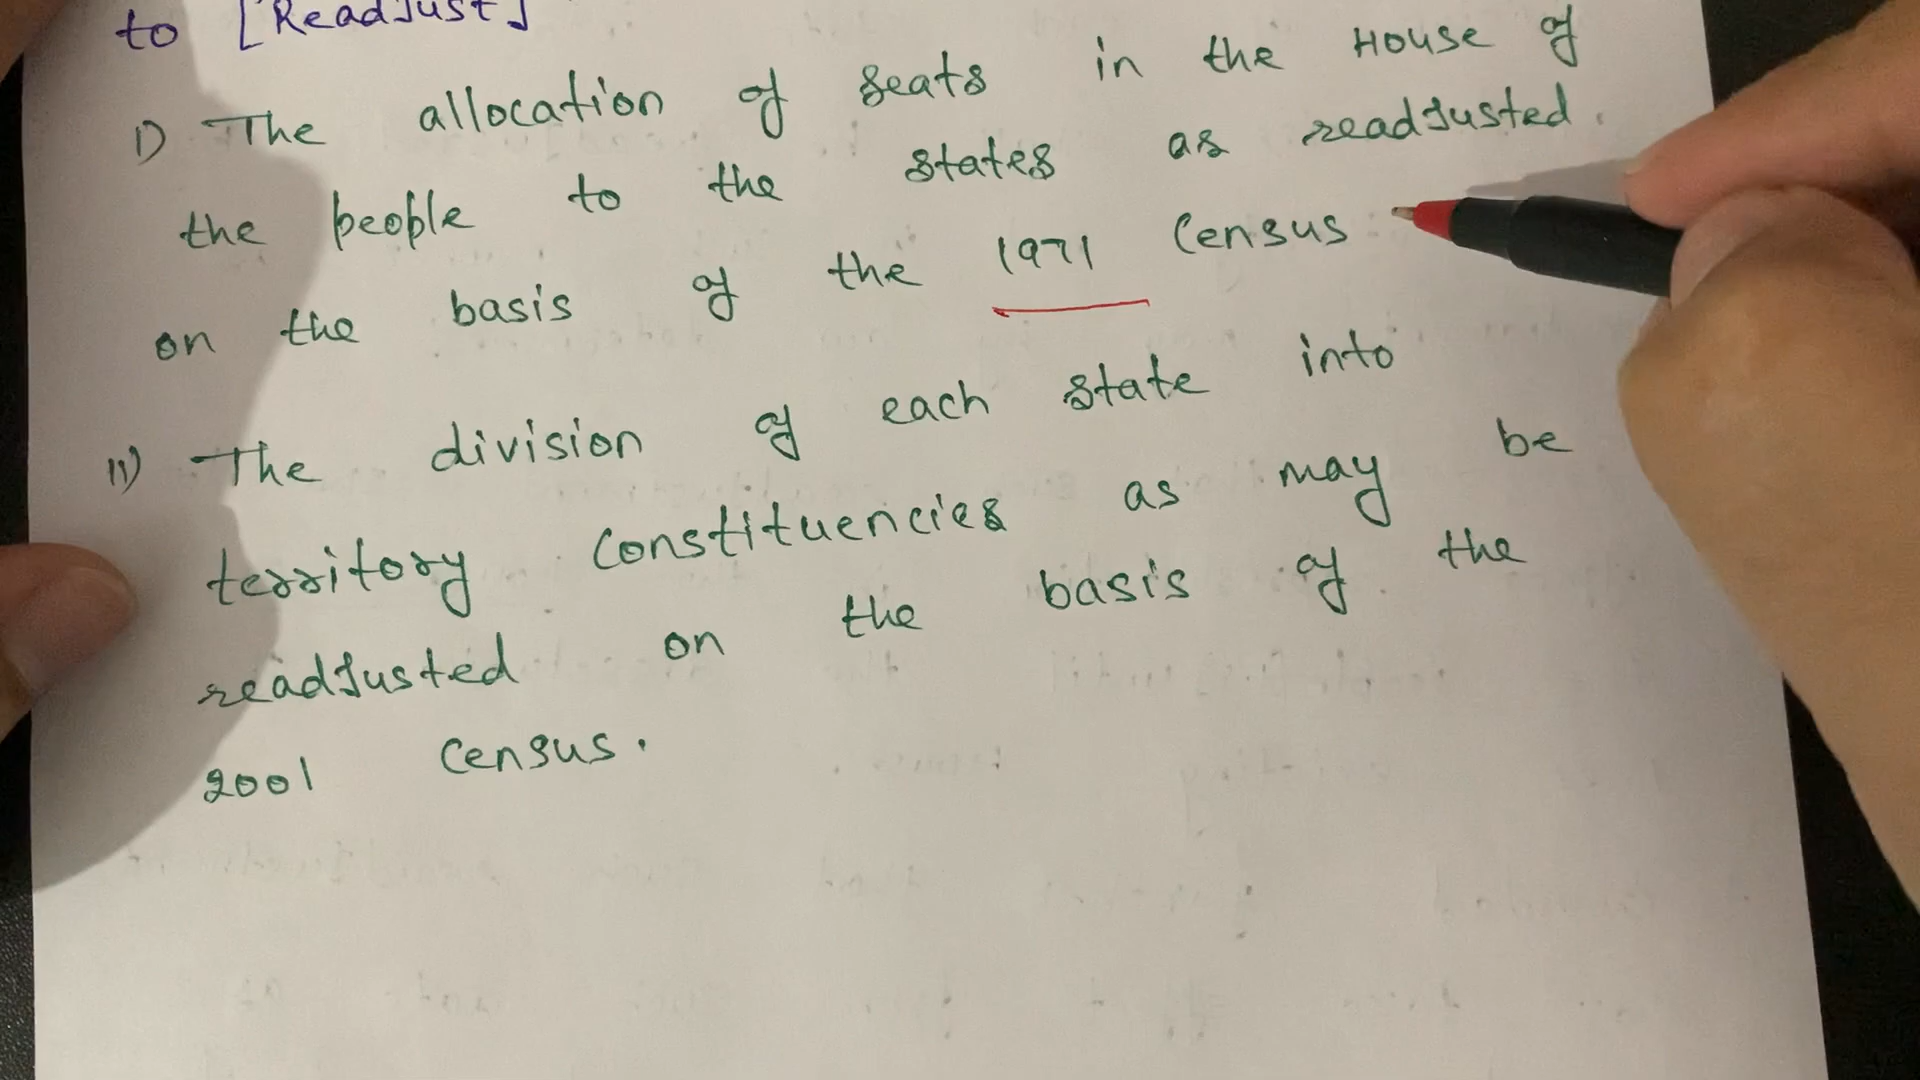 to [ReadJust]
1) The allocation of seats in the House of
the people to the states as readJusted
on the basis of the 1971 Census
11) The division of each state into
territory constituencies as may be
readJusted on the basis of the
2001 Census.